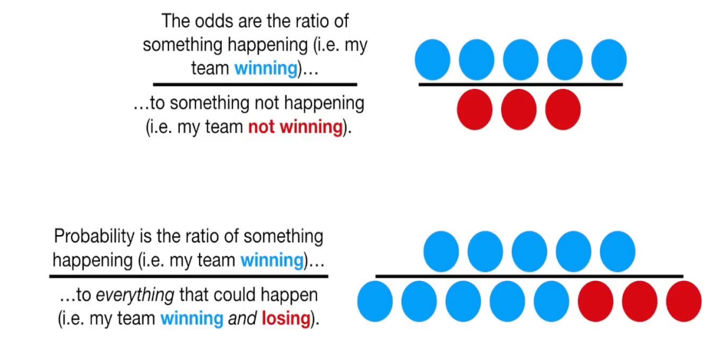 The odds are the ratio of
something happening (i.e. my
team winning)…
…to something not happening
(i.e. my team not winning).
Probability is the ratio of something
happening (i.e. my team winning)…
…to everything that could happen
(i.e. my team winning and losing).